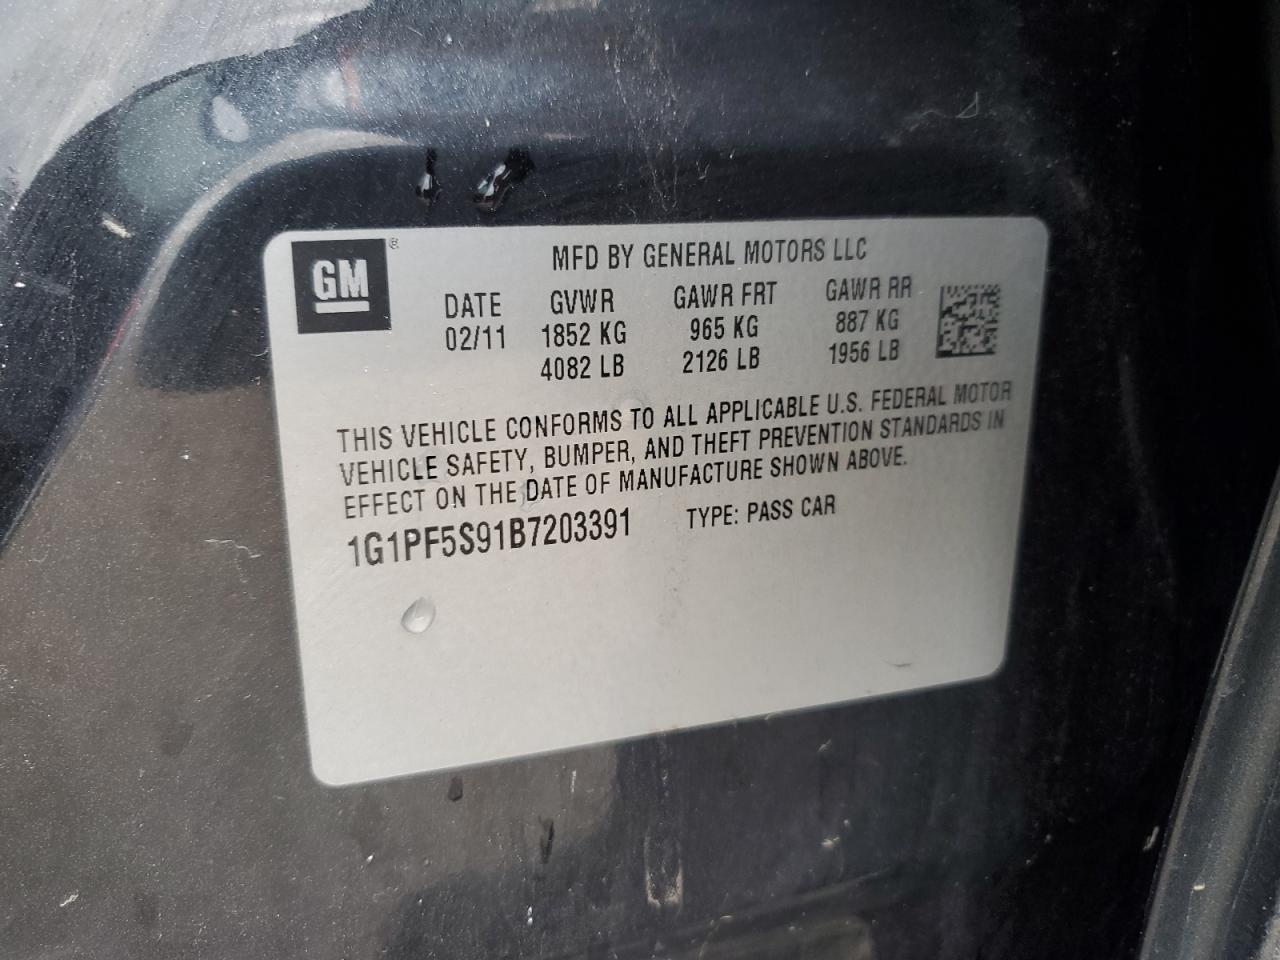 GM ®
MFD BY GENERAL MOTORS LLC
DATE GVWR GAWR FRT GAWR RR
02/11 1852 KG 965 KG 887 KG
4082 LB 2126 LB 1956 LB
THIS VEHICLE CONFORMS TO ALL APPLICABLE U.S. FEDERAL MOTOR
VEHICLE SAFETY, BUMPER, AND THEFT PREVENTION STANDARDS IN
EFFECT ON THE DATE OF MANUFACTURE SHOWN ABOVE.
1G1PF5S91B7203391 TYPE: PASS CAR